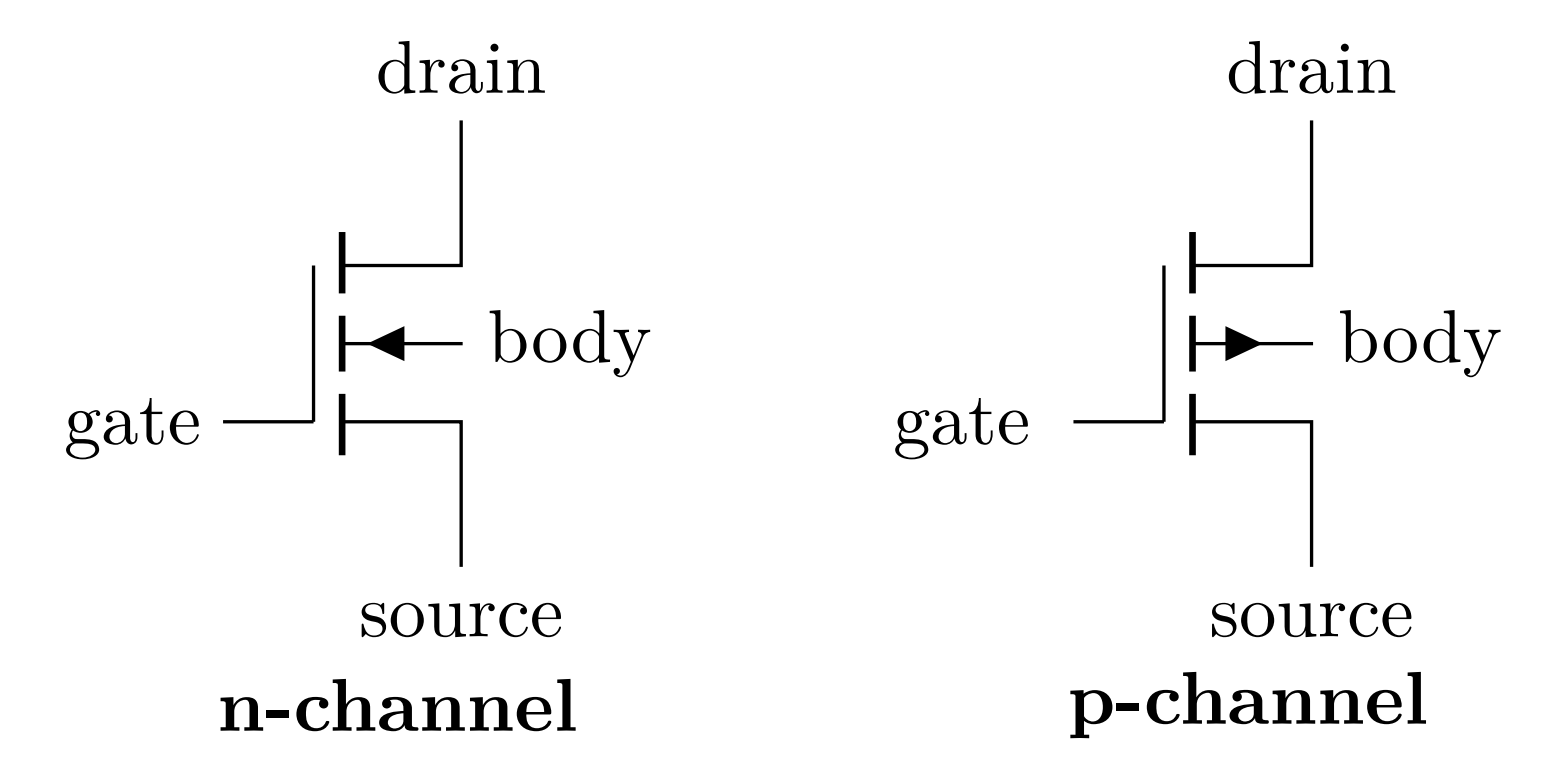 drain
body
gate
source
n-channel
drain
body
gate
source
p-channel